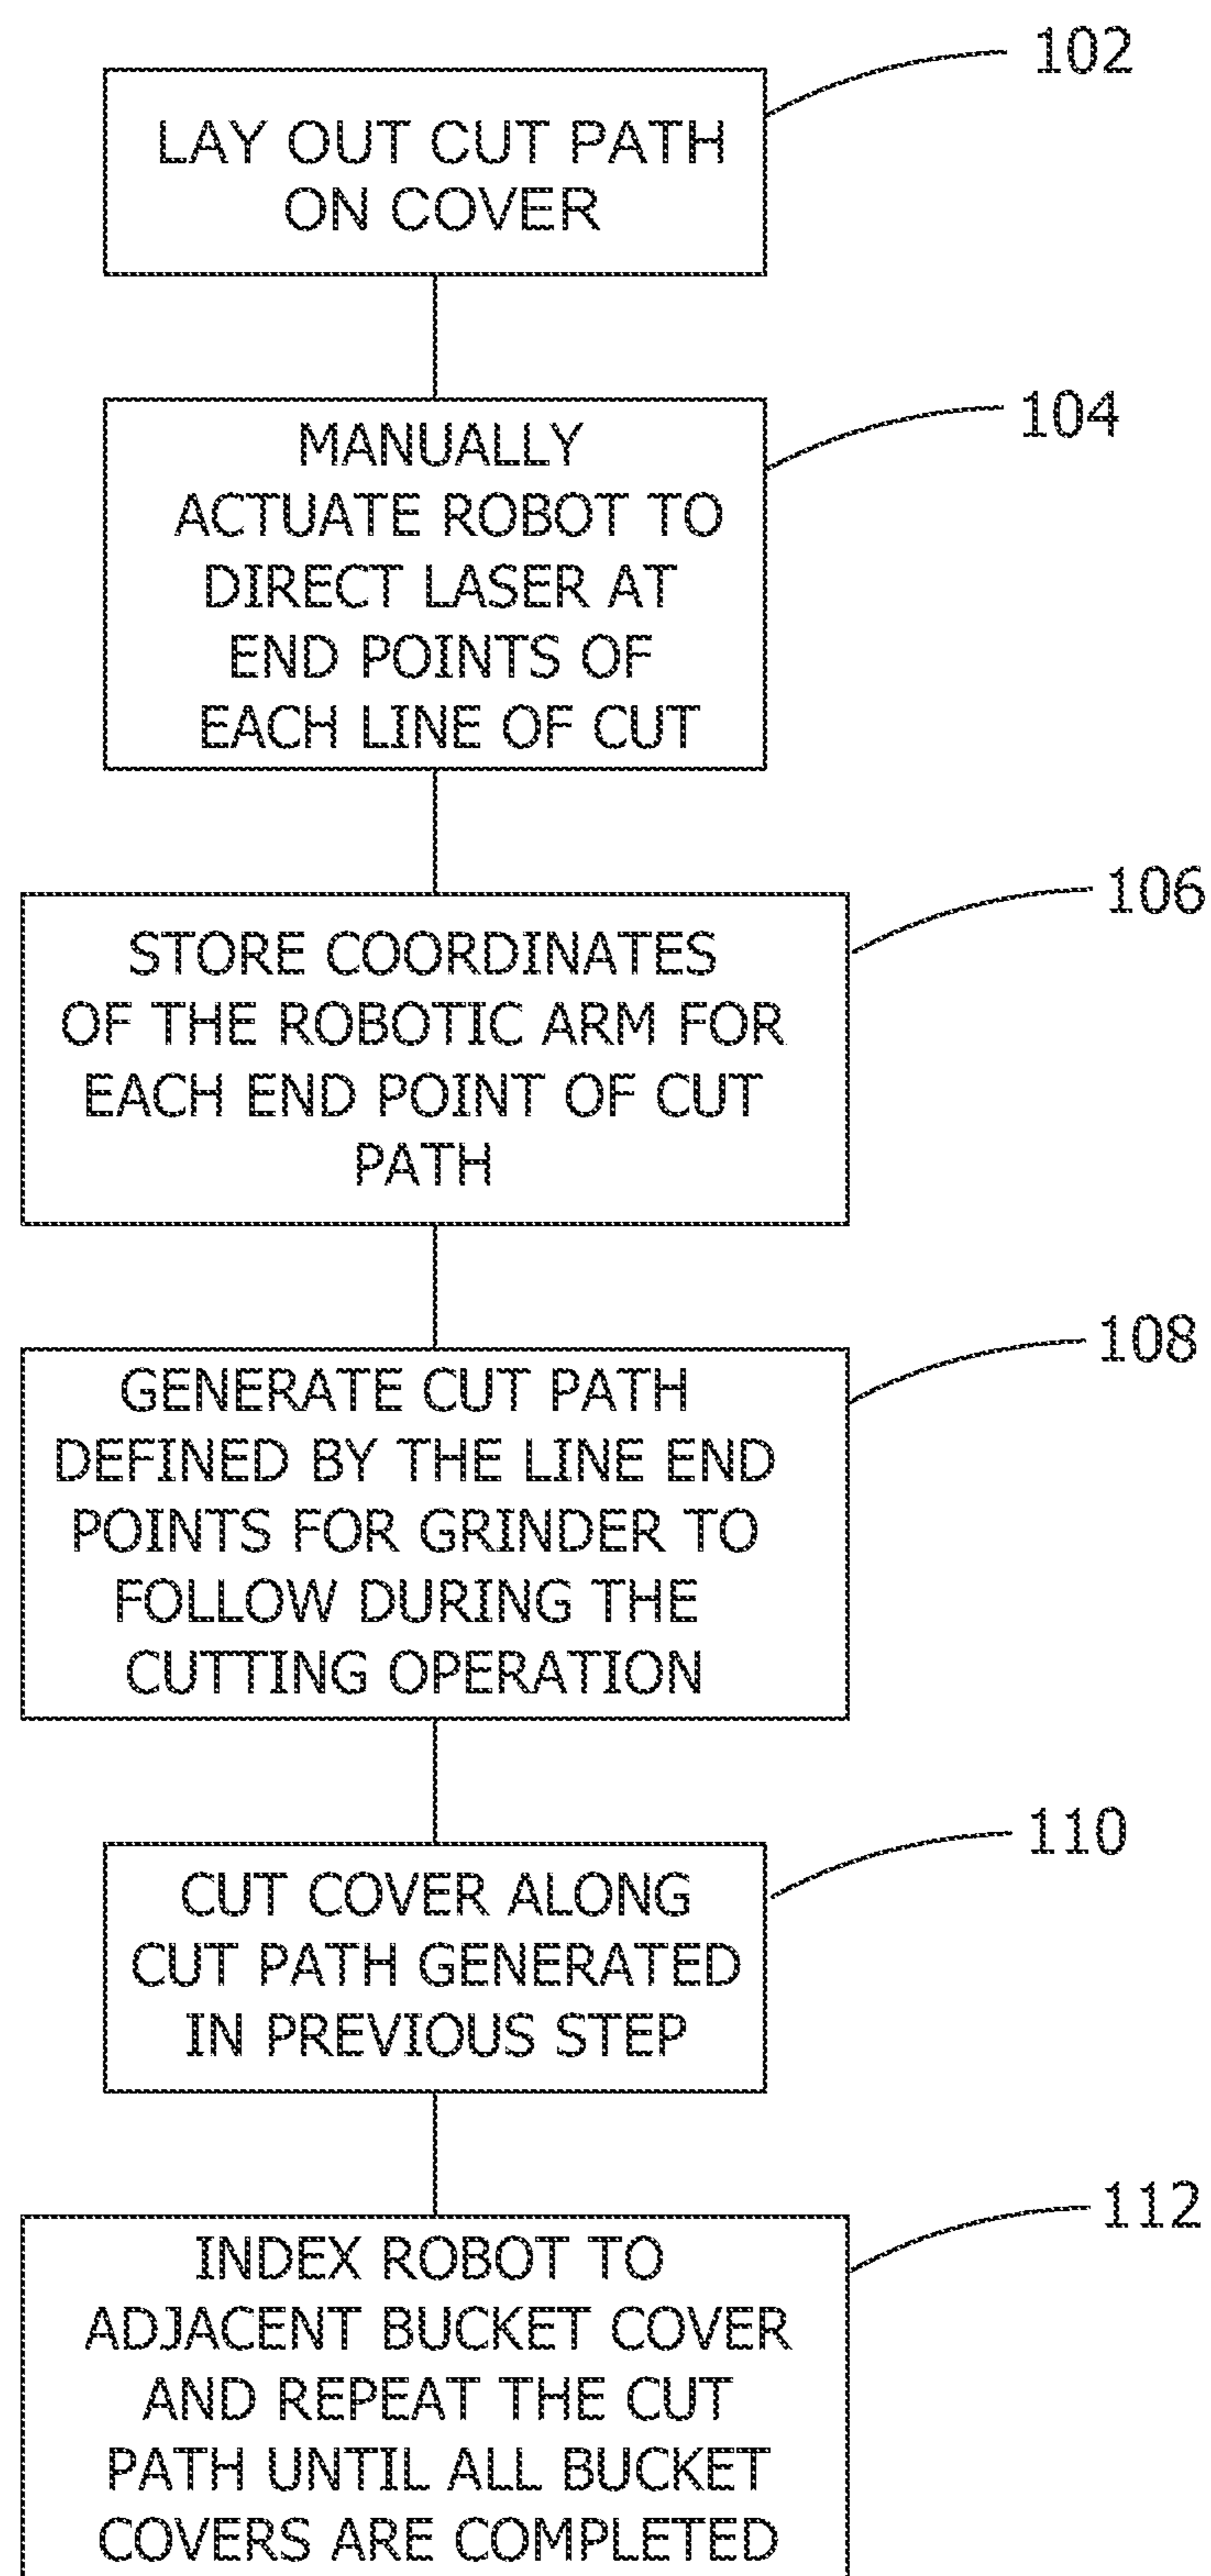 102
LAY OUT CUT PATH
ON COVER
104
MANUALLY
ACTUATE ROBOT TO
DIRECT LASER AT
END POINTS OF
EACH LINE OF CUT
106
STORE COORDINATES
OF THE ROBOTIC ARM FOR
EACH END POINT OF CUT
PATH
108
GENERATE CUT PATH
DEFINED BY THE LINE END
POINTS FOR GRINDER TO
FOLLOW DURING THE
CUTTING OPERATION
110
CUT COVER ALONG
CUT PATH GENERATED
IN PREVIOUS STEP
112
INDEX ROBOT TO
ADJACENT BUCKET COVER
AND REPEAT THE CUT
PATH UNTIL ALL BUCKET
COVERS ARE COMPLETED